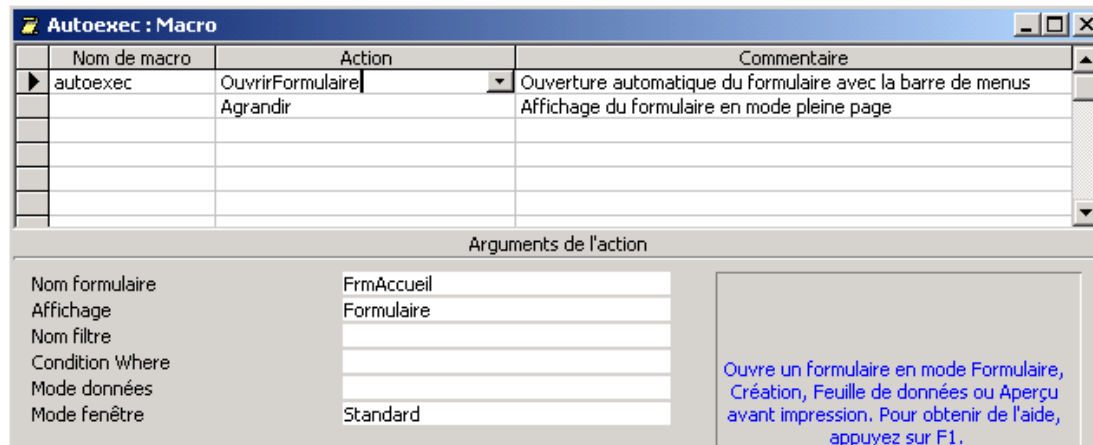 Autoexec : Macro
Nom de macro Action Commentaire
autoexec OuvrirFormulaire Ouverture automatique du formulaire avec la barre de menus
Agrandir Affichage du formulaire en mode pleine page
Arguments de l'action
Nom formulaire FrmAccueil
Affichage Formulaire
Nom filtre
Condition Where
Mode données
Mode fenêtre Standard
Ouvre un formulaire en mode Formulaire,
Création, Feuille de données ou Aperçu
avant impression. Pour obtenir de l'aide,
appuyez sur F1.